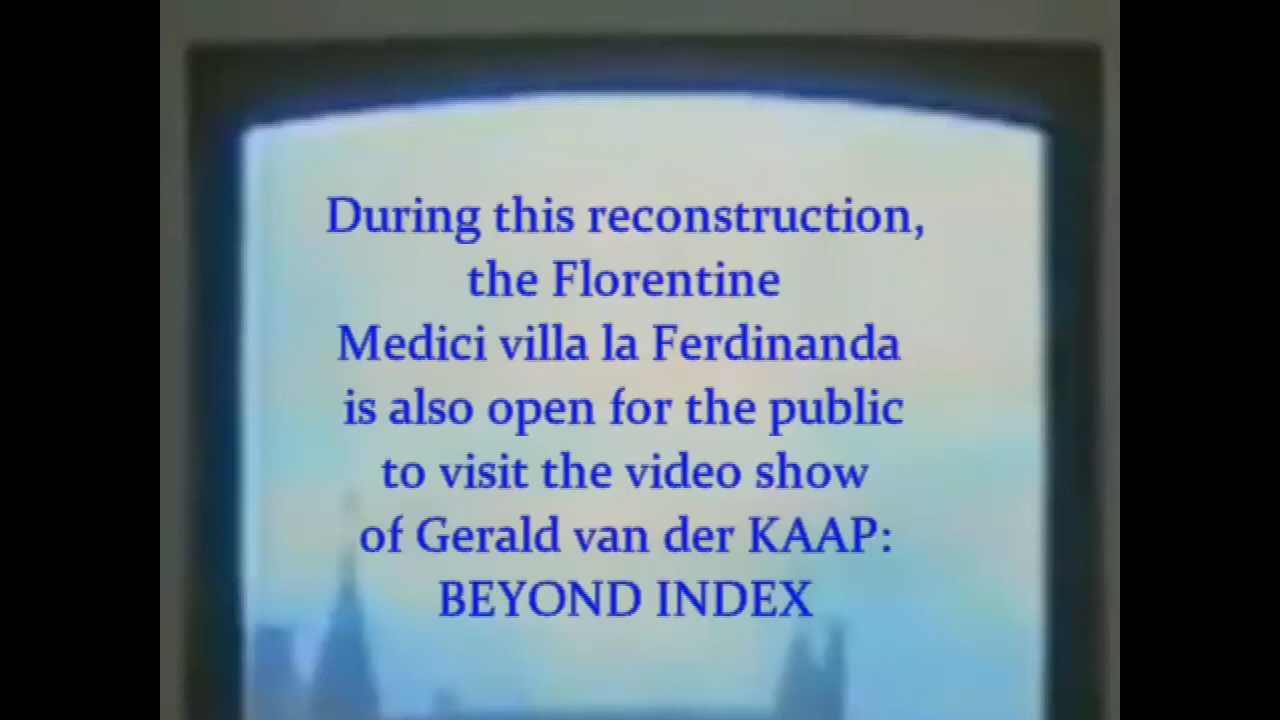 During this reconstruction,
the Florentine
Medici villa la Ferdinanda
is also open for the public
to visit the video show
of Gerald van der KAAP:
BEYOND INDEX